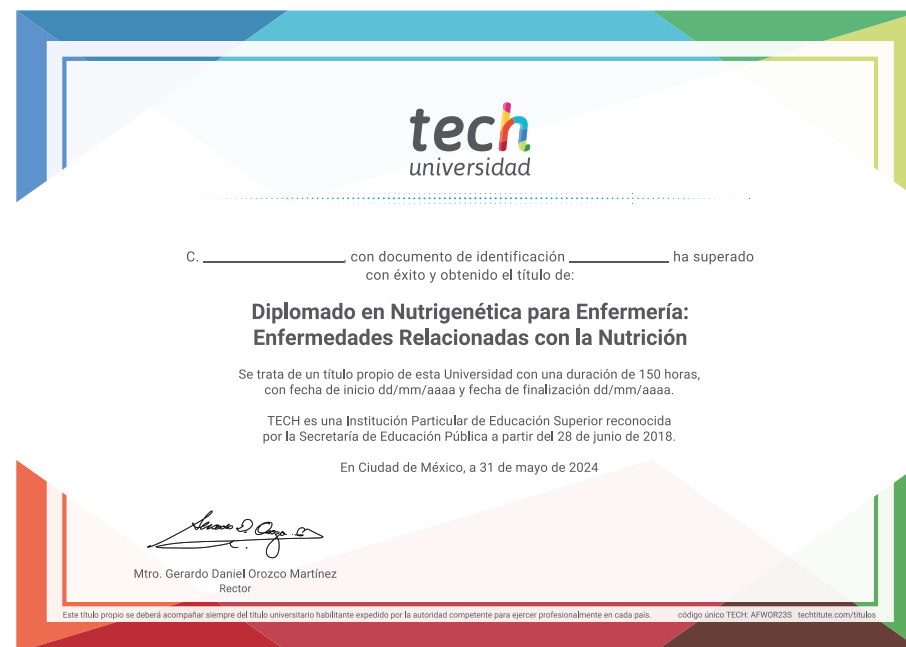 tech
universidad
C. ____________, con documento de identificación ____________ ha superado
con éxito y obtenido el título de:
Diplomado en Nutrigenética para Enfermería:
Enfermedades Relacionadas con la Nutrición
Se trata de un título propio de esta Universidad con una duración de 150 horas,
con fecha de inicio dd/mm/aaaa y fecha de finalización dd/mm/aaaa.
TECH es una Institución Particular de Educación Superior reconocida
por la Secretaría de Educación Pública a partir del 28 de junio de 2018.
En Ciudad de México, a 31 de mayo de 2024
Mtro. Gerardo Daniel Orozco Martínez
Rector
Este título propio se deberá acompañar siempre del título universitario habilitante expedido por la autoridad competente para ejercer profesionalmente en cada país. código único TECH: AFWOR23S techtitute.com/titulos